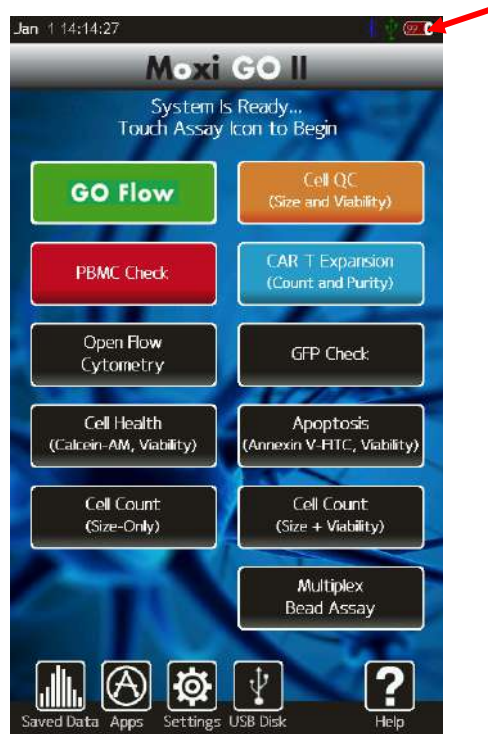 Jan 1 14:14:27
99
Moxi GO II
System Is Ready...
Touch Assay Icon to Begin
GO Flow
Cell QC
(Size and Viability)
PBMC Check
CAR T Expansion
(Count and Purity)
Open Flow
Cytometry
GFP Check
Cell Health
(Calcein-AM, Viability)
Apoptosis
(Annexin V-FITC, Viability)
Cell Count
(Size-Only)
Cell Count
(Size + Viability)
Multiplex
Bead Assay
?
Saved Data Apps Settings USB Disk Help